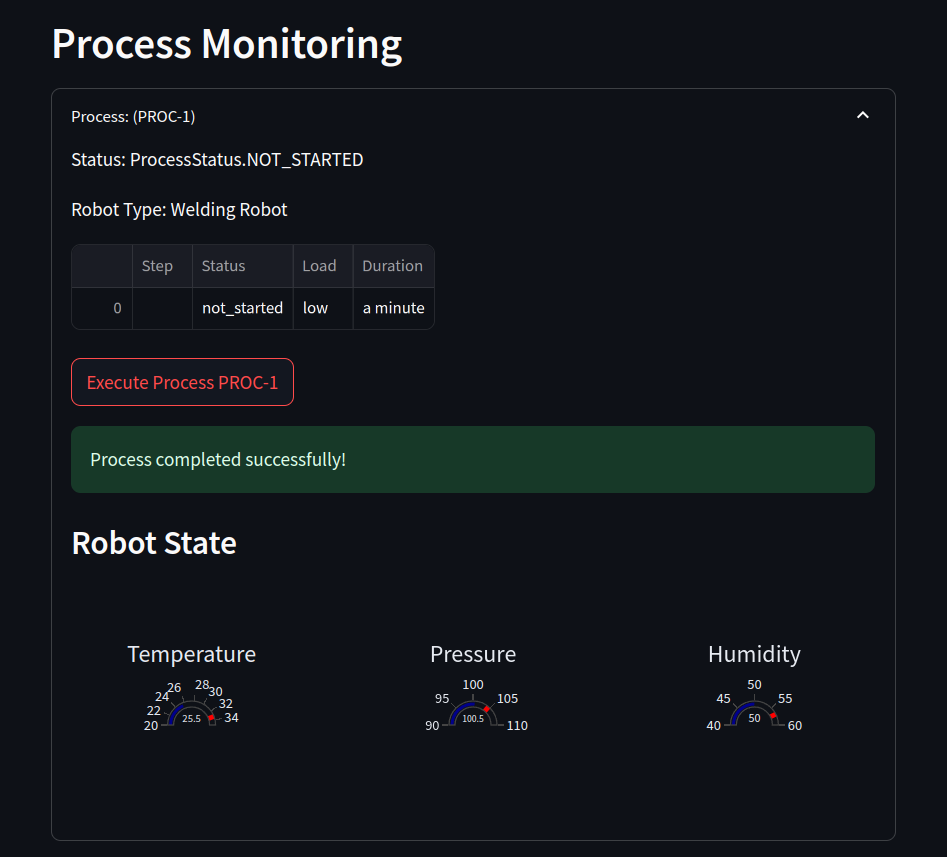 Process Monitoring
Process: (PROC-1)
Status: ProcessStatus.NOT_STARTED
Robot Type: Welding Robot
Step Status Load Duration
0 not_started low a minute
Execute Process PROC-1
Process completed successfully!
Robot State
Temperature Pressure Humidity
20 22 24 26 28 30 32 34 25.5
90 95 100 105 110 100.5
40 45 50 55 60 50